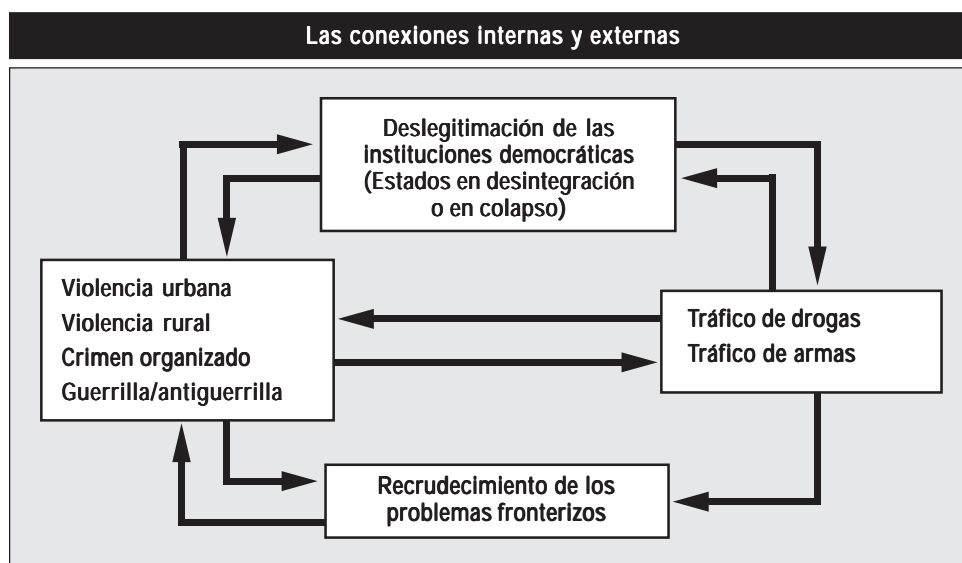 Las conexiones internas y externas
Deslegitimación de las
instituciones democráticas
(Estados en desintegración
o en colapso)
Violencia urbana
Violencia rural
Crimen organizado
Guerrilla/antiguerrilla
Tráfico de drogas
Tráfico de armas
Recrudecimiento de los
problemas fronterizos